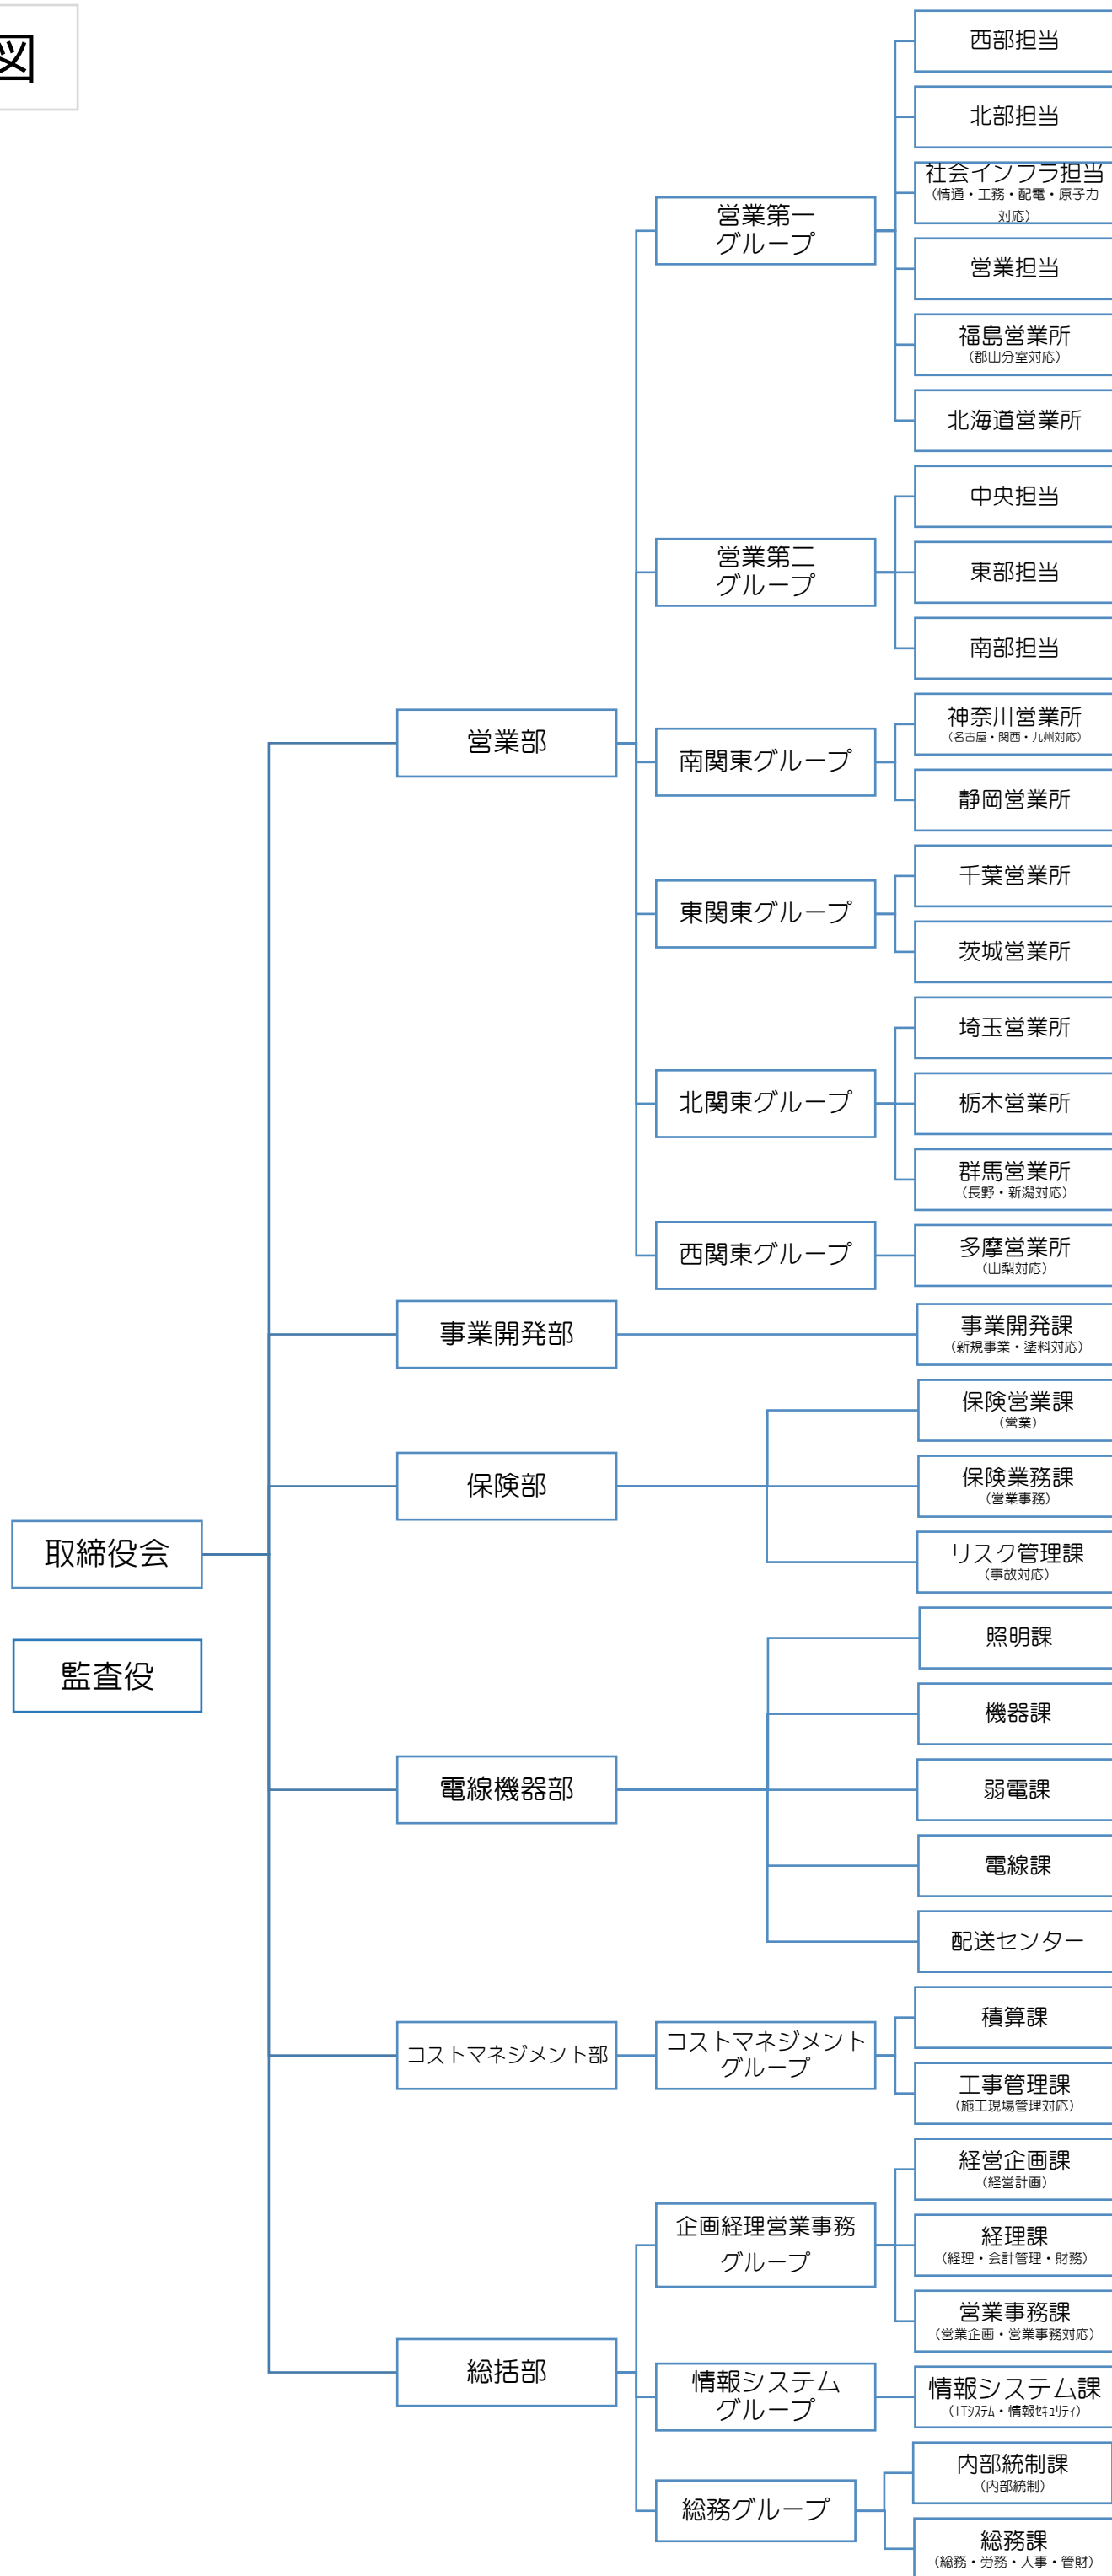 図
西部担当
北部担当
社会インフラ担当
（情通・工務・配電・原子力
対応）
営業第一
グループ
営業担当
福島営業所
（郡山分室対応）
北海道営業所
中央担当
営業第二
グループ
東部担当
南部担当
営業部
神奈川営業所
（名古屋・関西・九州対応）
南関東グループ
静岡営業所
千葉営業所
東関東グループ
茨城営業所
埼玉営業所
北関東グループ
栃木営業所
群馬営業所
（長野・新潟対応）
西関東グループ
多摩営業所
（山梨対応）
事業開発部
事業開発課
（新規事業・塗料対応）
保険営業課
（営業）
保険部
保険業務課
（営業事務）
取締役会
リスク管理課
（事故対応）
監査役
照明課
機器課
電線機器部
弱電課
電線課
配送センター
積算課
コストマネジメント部
コストマネジメント
グループ
工事管理課
（施工現場管理対応）
経営企画課
（経営計画）
企画経理営業事務
グループ
経理課
（経理・会計管理・財務）
営業事務課
（営業企画・営業事務対応）
総括部
情報システム
グループ
情報システム課
（ITｼｽﾃﾑ・情報ｾｷｭﾘﾃｨ）
内部統制課
（内部統制）
総務グループ
総務課
（総務・労務・人事・管財）